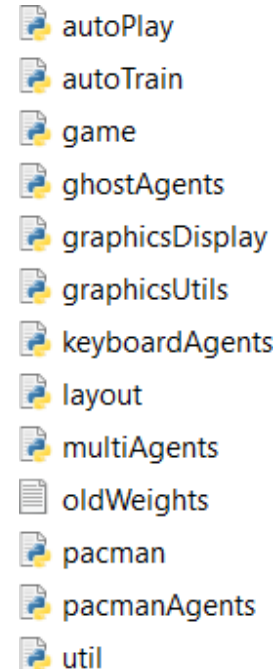 autoPlay
autoTrain
game
ghostAgents
graphicsDisplay
graphicsUtils
keyboardAgents
layout
multiAgents
oldWeights
pacman
pacmanAgents
util